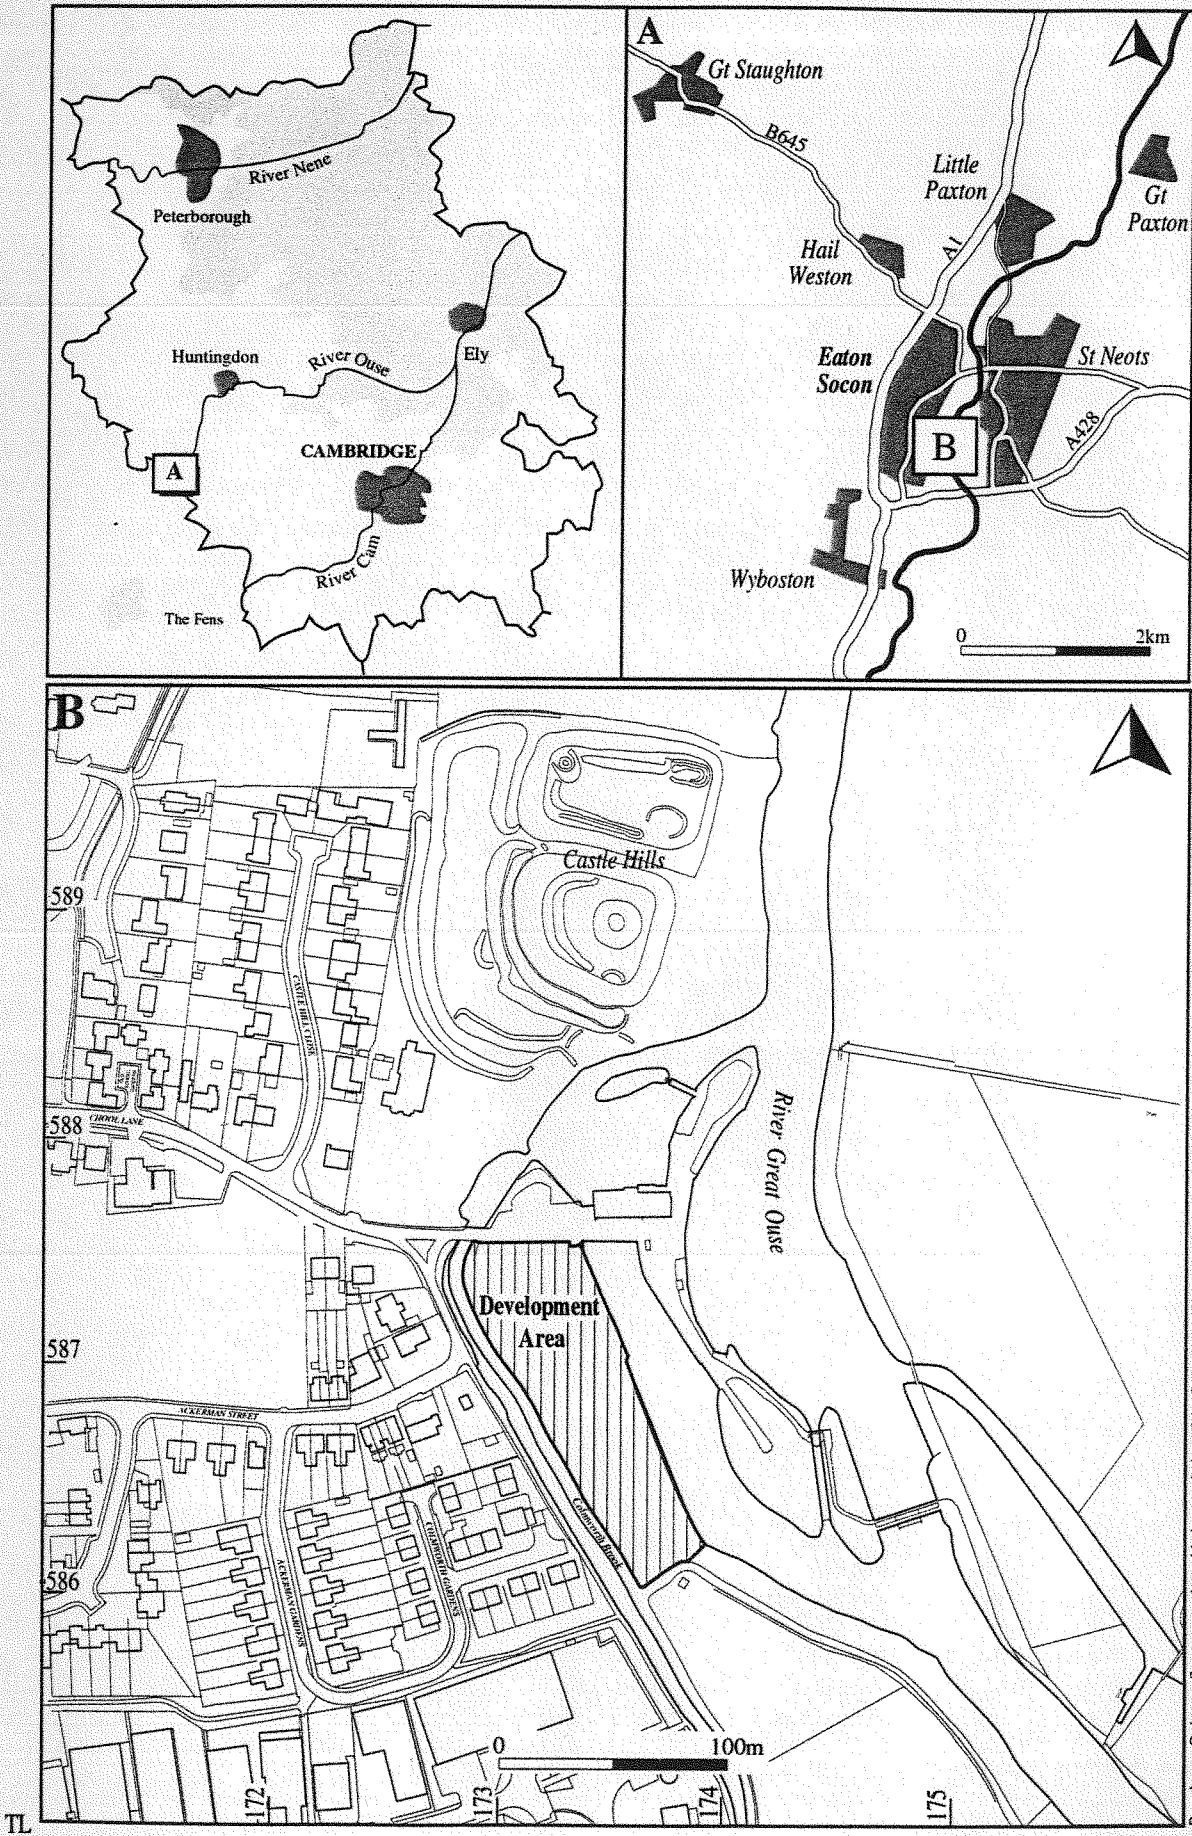 River Nene
Peterborough
Huntingdon
River Ouse
Ely
CAMBRIDGE
A
River Cam
The Fens
A
Gt Staughton
B645
Little
Paxton
Gt
Paxton
A1
Hail
Weston
Eaton
Socon
St Neots
A428
B
Wyboston
0
2km
B
Castle Hills
589
CASTLE HILL CLOSE
588
CHOOL LANE
River Great Ouse
Development
Area
587
ACKERMAN STREET
Colmworth Brook
COLMWORTH GARDENS
ACKERMAN GARDENS
586
0
100m
172
173
174
175
TL